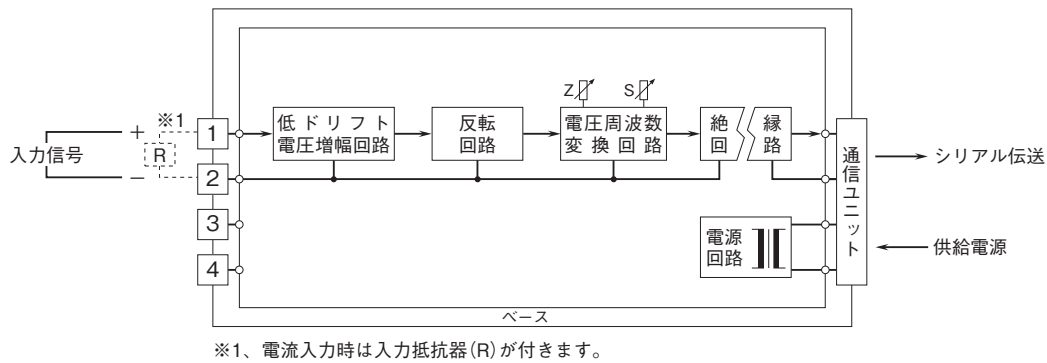 入力信号
+
−
※1
R
1
2
3
4
低ドリフト
電圧増幅回路
反転
回路
Z
S
電圧周波数
変換回路
絶縁
回路
電源
回路
通信ユニット
シリアル伝送
供給電源
ベース
※1、電流入力時は入力抵抗器(R)が付きます。